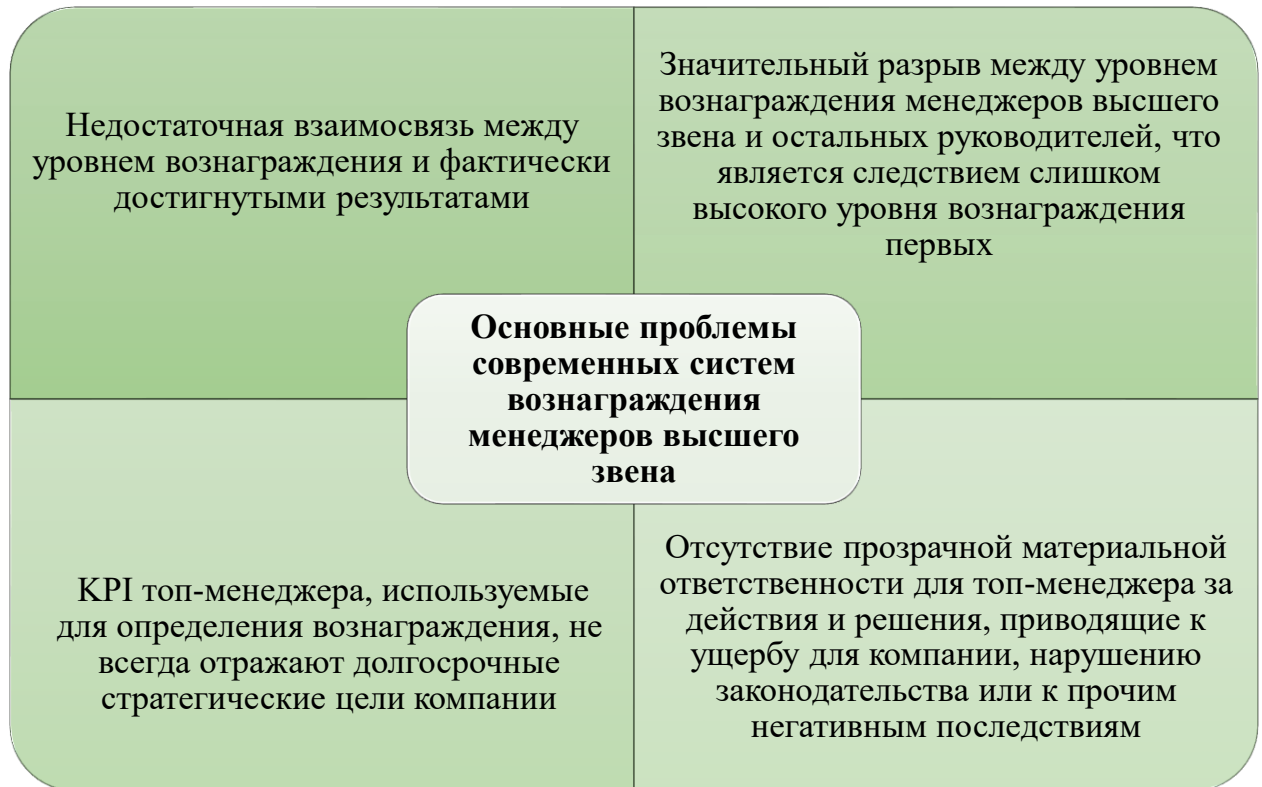 Недостаточная взаимосвязь между
уровнем вознаграждения и фактически
достигнутыми результатами
Значительный разрыв между уровнем
вознаграждения менеджеров высшего
звена и остальных руководителей, что
является следствием слишком
высокого уровня вознаграждения
первых
Основные проблемы
современных систем
вознаграждения
менеджеров высшего
звена
KPI топ-менеджера, используемые
для определения вознаграждения, не
всегда отражают долгосрочные
стратегические цели компании
Отсутствие прозрачной материальной
ответственности для топ-менеджера за
действия и решения, приводящие к
ущербу для компании, нарушению
законодательства или к прочим
негативным последствиям